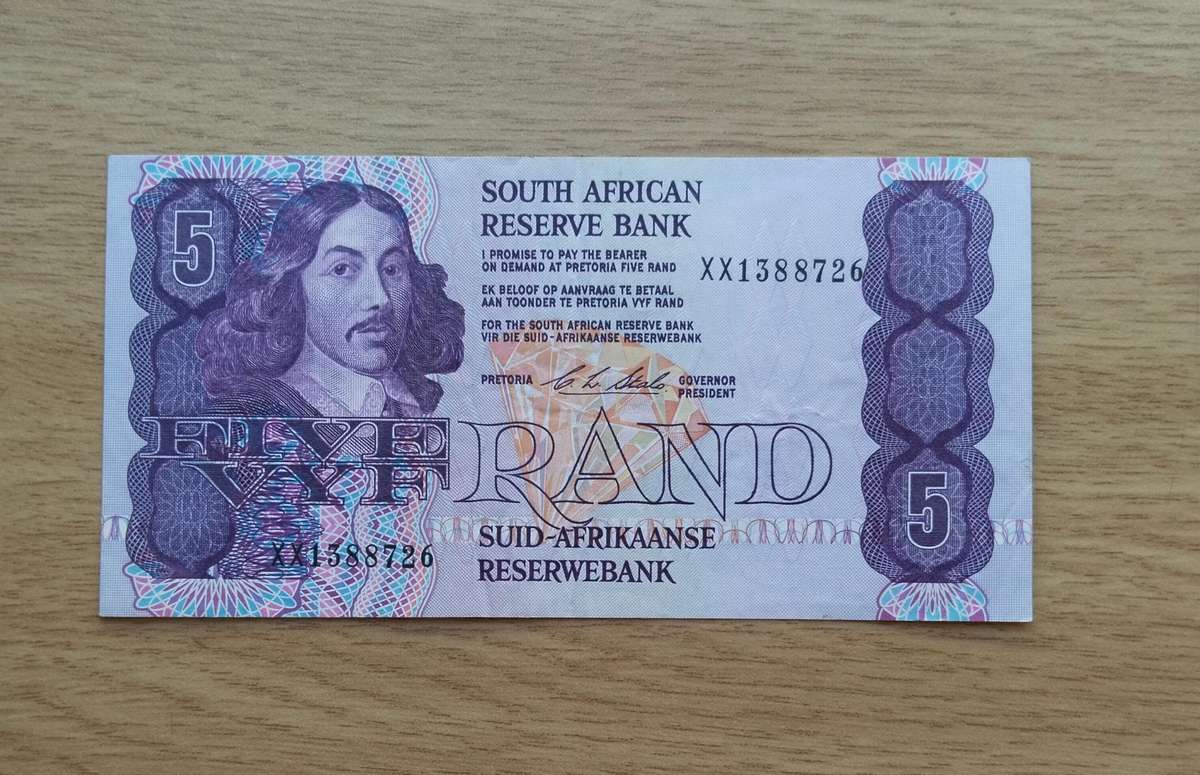 5
SOUTH AFRICAN
RESERVE BANK
I PROMISE TO PAY THE BEARER
ON DEMAND AT PRETORIA FIVE RAND
XX1388726
EK BELOOF OP AANVRAAG TE BETAAL
AAN TOONDER TE PRETORIA VYF RAND
FOR THE SOUTH AFRICAN RESERVE BANK
VIR DIE SUID-AFRIKAANSE RESERWEBANK
PRETORIA C L Stals. GOVERNOR
PRESIDENT
FIVE
VYF RAND
5
SUID-AFRIKAANSE
RESERWEBANK
XX1388726